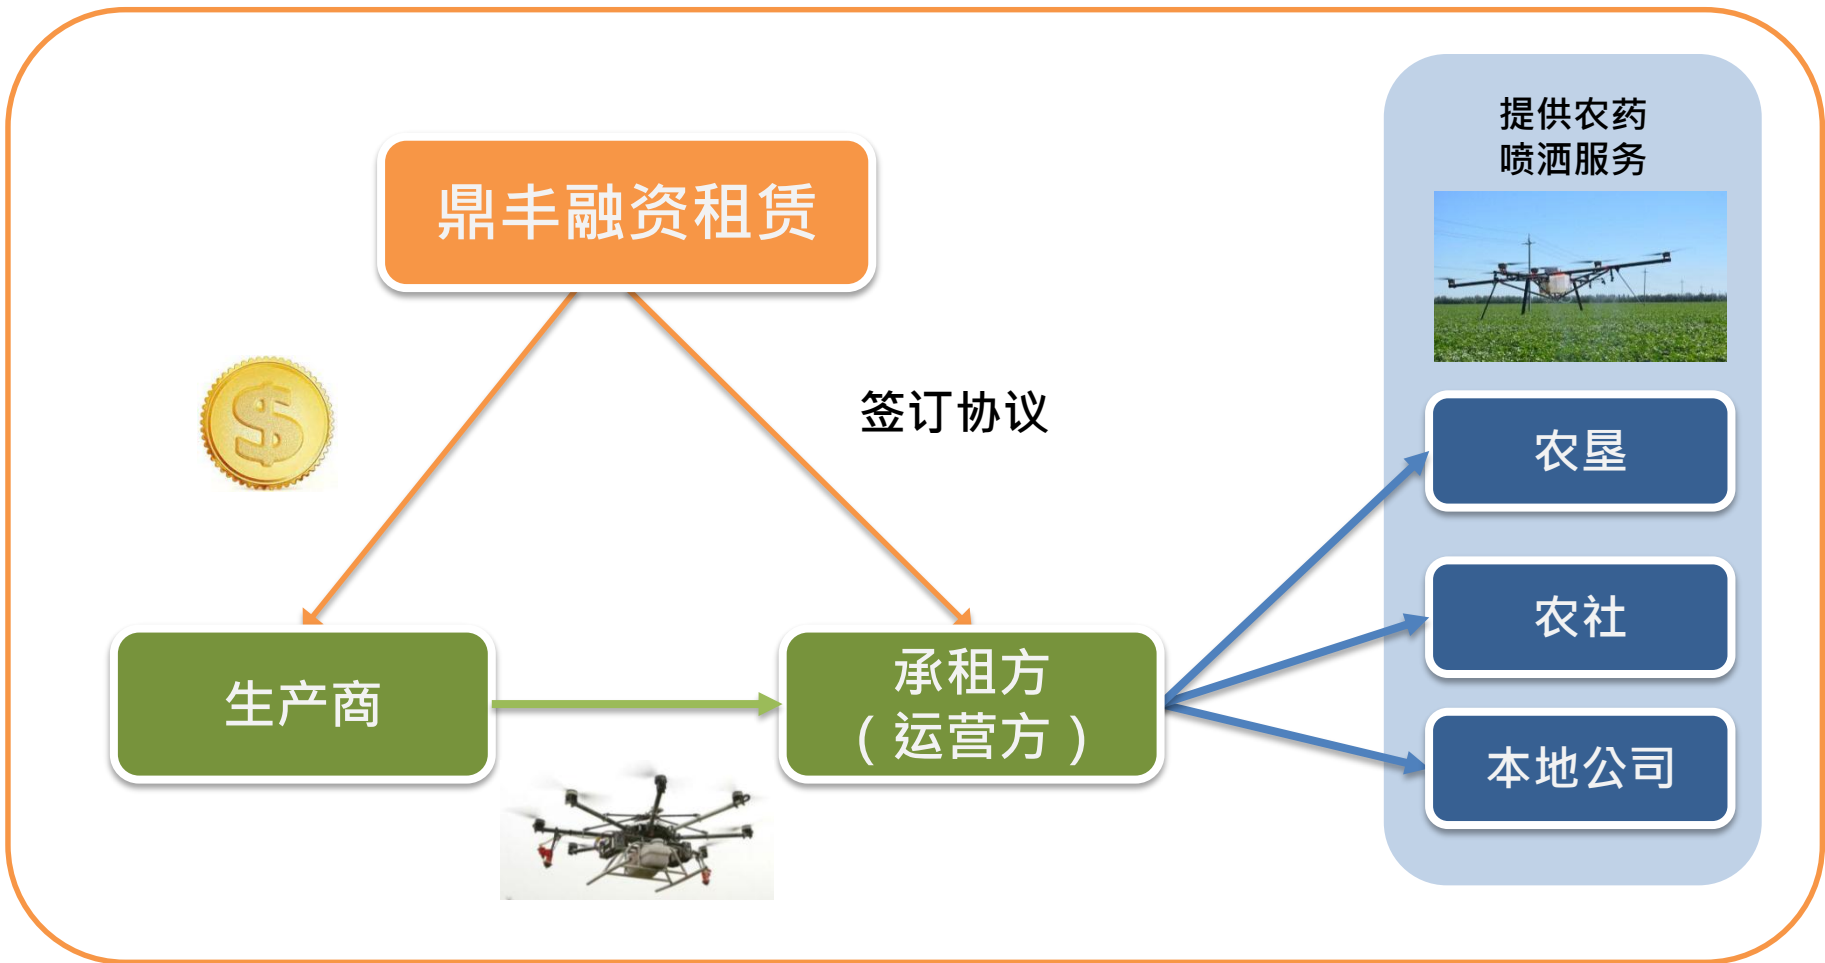 提供农药
喷洒服务
鼎丰融资租赁
签订协议
农垦
农社
生产商
承租方
（运营方）
本地公司